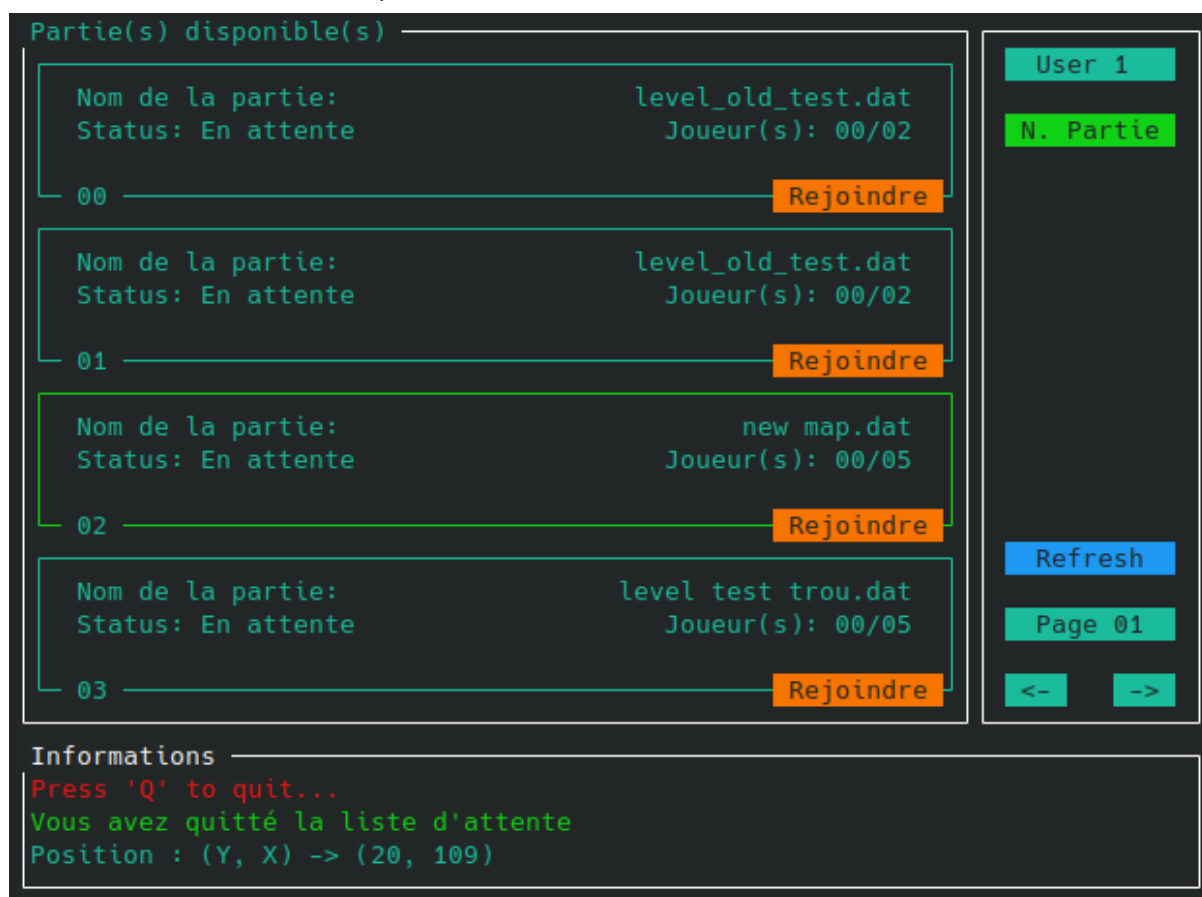 Partie(s) disponible(s)
Nom de la partie: level_old_test.dat
Status: En attente Joueur(s): 00/02
00 Rejoindre
Nom de la partie: level_old_test.dat
Status: En attente Joueur(s): 00/02
01 Rejoindre
Nom de la partie: new map.dat
Status: En attente Joueur(s): 00/05
02 Rejoindre
Nom de la partie: level test trou.dat
Status: En attente Joueur(s): 00/05
03 Rejoindre
User 1
N. Partie
Refresh
Page 01
<- ->
Informations
Press 'Q' to quit...
Vous avez quitté la liste d'attente
Position : (Y, X) -> (20, 109)